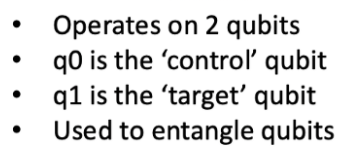 • Operates on 2 qubits
• q0 is the ‘control’ qubit
• q1 is the ‘target’ qubit
• Used to entangle qubits